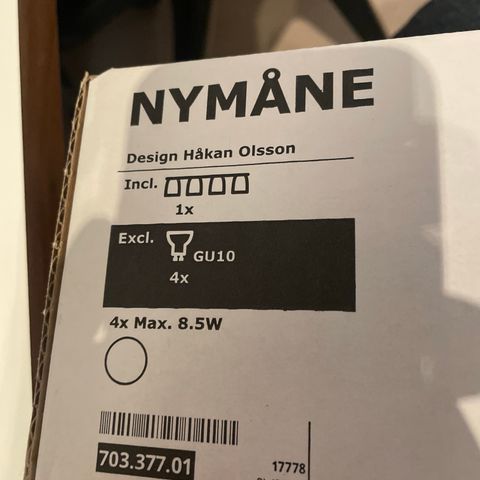 NYMÅNE
Design Håkan Olsson
Incl.
1x
Excl.
GU10
4x
4x Max. 8.5W
703.377.01
17778